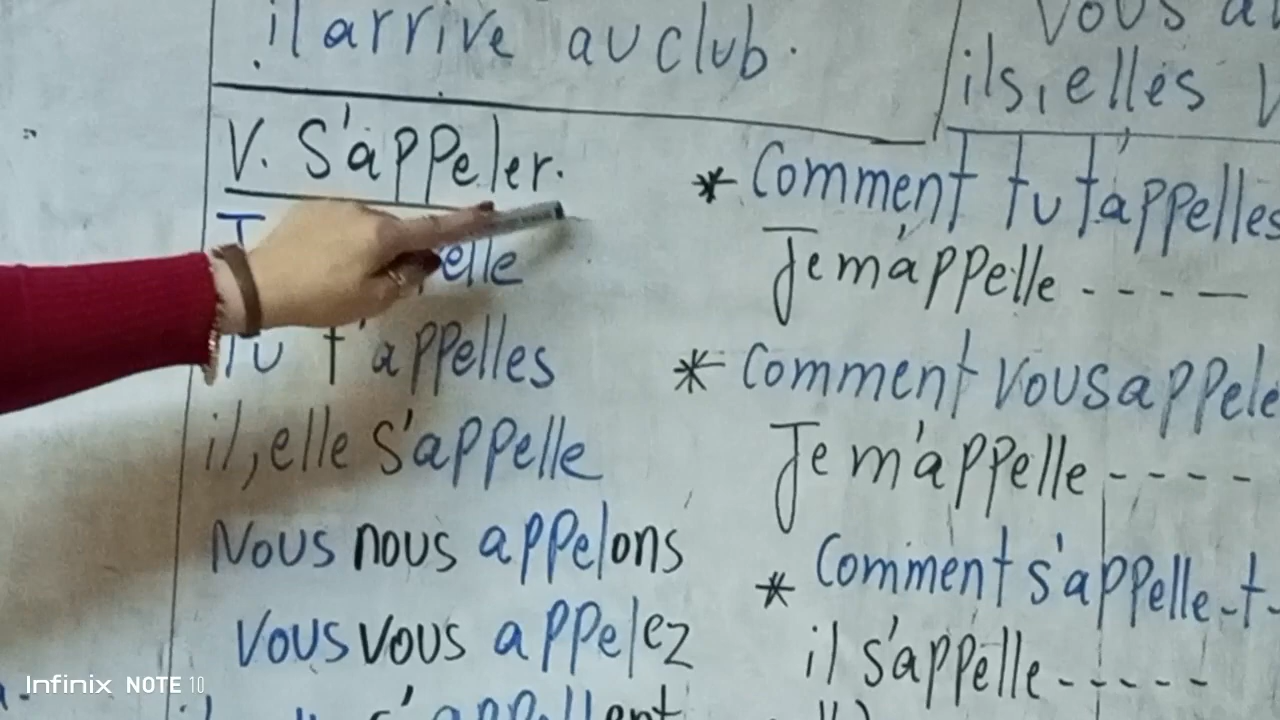 il arrive au club.
ils, elles
V. S'appeler.
elle
Tu t'appelles
il, elle s'appelle
Nous nous appelons
Vous vous appelez
* Comment tu t'appelles
Je m'appelle - - - -
* Comment vous appele
Je m'appelle - - - -
* Comment s'appelle-t-
il s'appelle - - - - -
Infinix NOTE 10